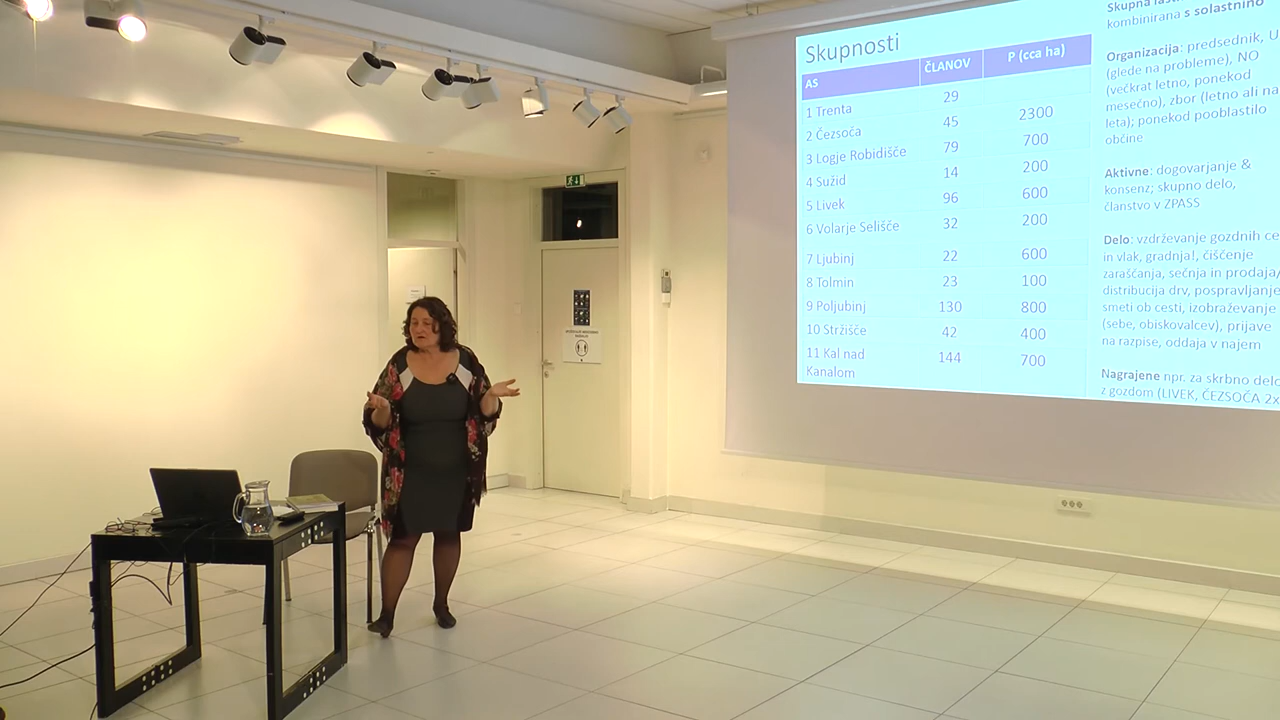 Skupnosti
AS ČLANOV P (cca ha)
1 Trenta 29
2 Čezsoča 45 2300
3 Logje Robidišče 79 700
4 Sužid 14 200
5 Livek 96 600
6 Volarje Selišče 32 200
7 Ljubinj 22 600
8 Tolmin 23 100
9 Poljubinj 130 800
10 Stržišče 42 400
11 Kal nad 144 700
Kanalom
Skupna
kombinirana s solastnino
Organizacija: predsednik, U
(glede na probleme), NO
(večkrat letno, ponekod
mesečno), zbor (letno ali na
leta); ponekod pooblastilo
občine
Aktivne: dogovarjanje &
konsenz; skupno delo,
članstvo v ZPASS
Delo: vzdrževanje gozdnih ce
in vlak, gradnja!, čiščenje
zaraščanja, sečnja in prodaja/
distribucija drv, pospravljanje
smeti ob cesti, izobraževanje
(sebe, obiskovalcev), prijave
na razpise, oddaja v najem
Nagrajene npr. za skrbno delo
z gozdom (LIVEK, ČEZSOČA 2x